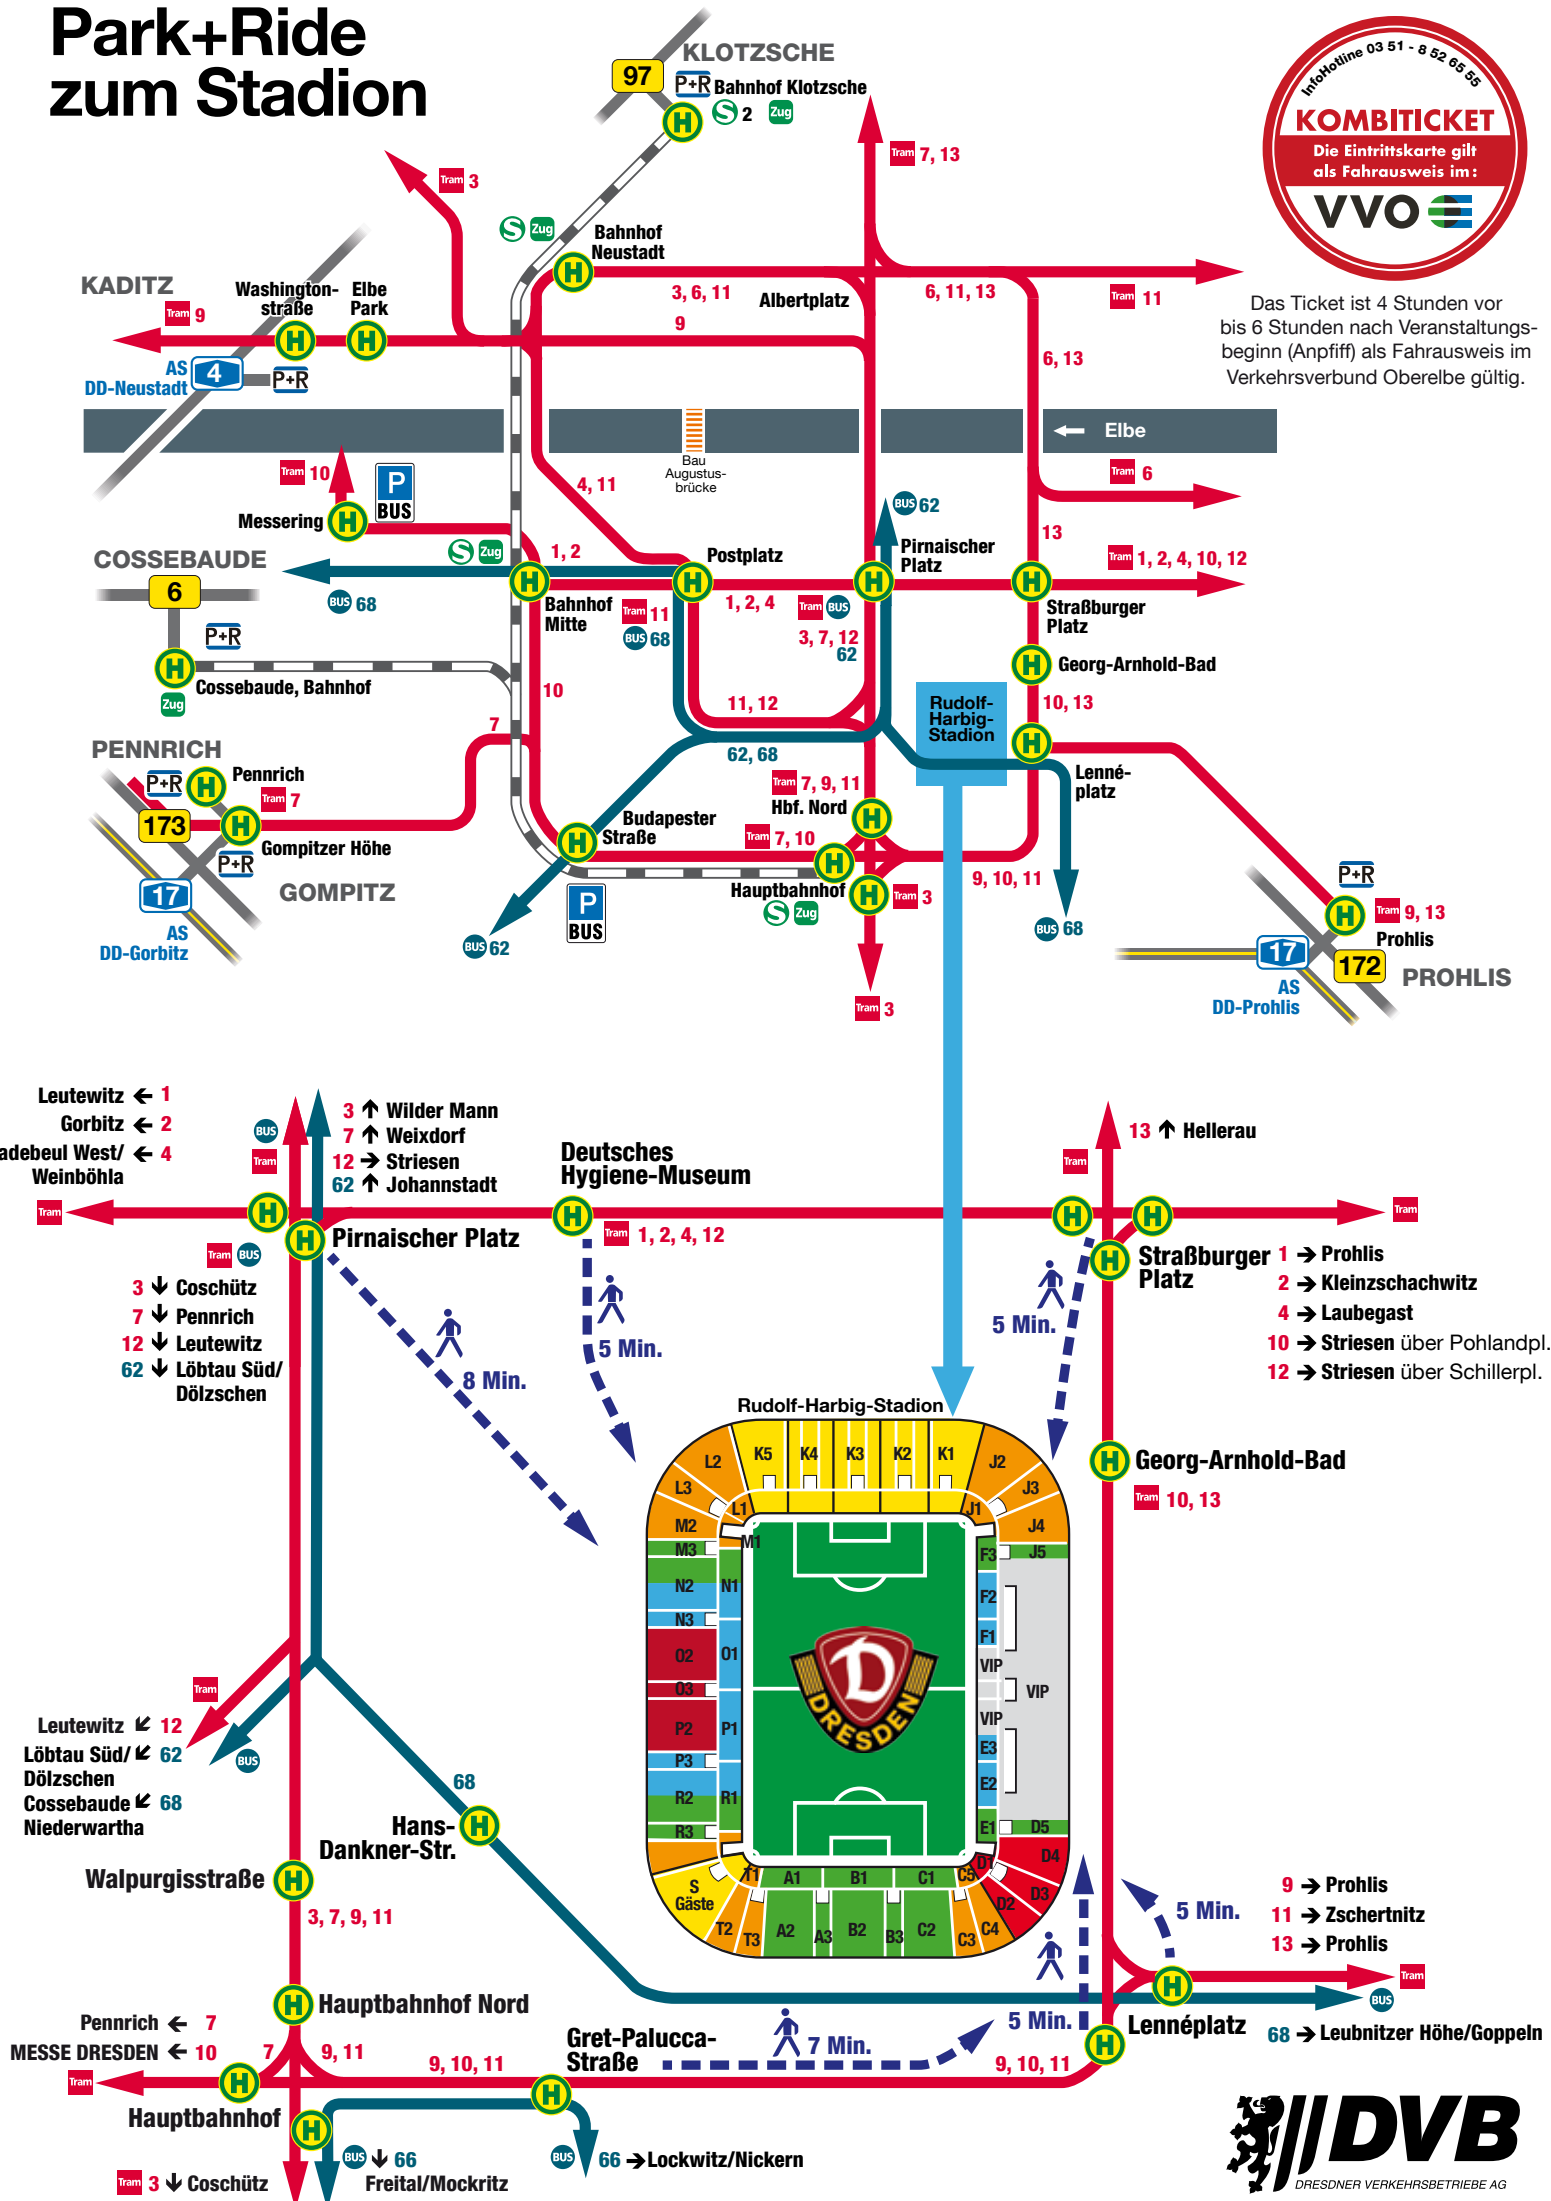 Park+Ride
zum Stadion
InfoHotline 03 51 - 8 52 65 55
KOMBITICKET
Die Eintrittskarte gilt
als Fahrausweis im:
VVO
Das Ticket ist 4 Stunden vor
bis 6 Stunden nach Veranstaltungs-
beginn (Anpfiff) als Fahrausweis im
Verkehrsverbund Oberelbe gültig.
KLOTZSCHE
97
P+R Bahnhof Klotzsche
H
S 2 Zug
Tram 7, 13
Tram 3
S Zug
Bahnhof
Neustadt
H
KADITZ
Washington-
straße
Elbe
Park
Tram 9
H H
3, 6, 11
Albertplatz
6, 11, 13
Tram 11
9
AS
DD-Neustadt
4
P+R
6, 13
Elbe
Bau
Augustus-
brücke
Tram 10
P
BUS
Messering
H
4, 11
BUS 62
Tram 6
13
COSSEBAUDE
6
S Zug
1, 2
Postplatz
Pirnaischer
Platz
Tram 1, 2, 4, 10, 12
H H H H
BUS 68
Bahnhof
Mitte
Tram 11
BUS 68
1, 2, 4
Tram BUS
3, 7, 12
62
Straßburger
Platz
P+R
H
Cossebaude, Bahnhof
Zug
H
Georg-Arnhold-Bad
10
11, 12
Rudolf-
Harbig-
Stadion
10, 13
7
62, 68
H
Lenné-
platz
PENNRICH
P+R
H
Pennrich
Tram 7
173
H
Gompitzer Höhe
P+R
GOMPITZ
17
AS
DD-Gorbitz
Tram 7, 9, 11
Hbf. Nord
H
Budapester
Straße
H
Tram 7, 10
H
Hauptbahnhof
H
Tram 3
S Zug
9, 10, 11
P
BUS
BUS 62
BUS 68
P+R
H
Tram 9, 13
Prohlis
17
172
PROHLIS
AS
DD-Prohlis
Tram 3
Leutewitz ← 1
Gorbitz ← 2
adebeul West/ ← 4
Weinböhla
BUS
Tram
3 ↑ Wilder Mann
7 ↑ Weixdorf
12 → Striesen
62 ↑ Johannstadt
Deutsches
Hygiene-Museum
Tram
13 ↑ Hellerau
Tram
H
H
Pirnaischer Platz
H
Tram 1, 2, 4, 12
H H
Tram
Tram BUS
3 ↓ Coschütz
7 ↓ Pennrich
12 ↓ Leutewitz
62 ↓ Löbtau Süd/
Dölzschen
H
Straßburger
Platz
1 → Prohlis
2 → Kleinzschachwitz
4 → Laubegast
10 → Striesen über Pohlandpl.
12 → Striesen über Schillerpl.
8 Min.
5 Min.
5 Min.
Rudolf-Harbig-Stadion
H
Georg-Arnhold-Bad
Tram 10, 13
L2 K5 K4 K3 K2 K1 J2
L3 J3
L1 J1
M2 J4
M1
M3 F3 J5
N2 N1 F2
N3 F1
O2 O1 VIP
O3 VIP
P2 P1 VIP
P3 E3
R2 R1 E2
R3 E1 D5
D1 D4
T1 A1 B1 C1 C5
S
Gäste
D3
D2
T2 T3 A2 A3 B2 B3 C2 C3 C4
D
DRESDEN
Tram
Leutewitz ↙ 12
Löbtau Süd/ ↙ 62
Dölzschen
Cossebaude ↙ 68
Niederwartha
BUS
68
Hans-
Dankner-Str.
H
Walpurgisstraße
H
3, 7, 9, 11
9 → Prohlis
11 → Zschertnitz
13 → Prohlis
5 Min.
H
Tram
BUS
H
Hauptbahnhof Nord
Pennrich ← 7
MESSE DRESDEN ← 10
7
9, 11
9, 10, 11
Gret-Palucca-
Straße
7 Min.
5 Min.
9, 10, 11
H
Lennéplatz
68 → Leubnitzer Höhe/Goppeln
Tram
H
Hauptbahnhof
H
H
BUS ↓ 66
Freital/Mockritz
BUS 66 → Lockwitz/Nickern
Tram 3 ↓ Coschütz
DVB
DRESDNER VERKEHRSBETRIEBE AG